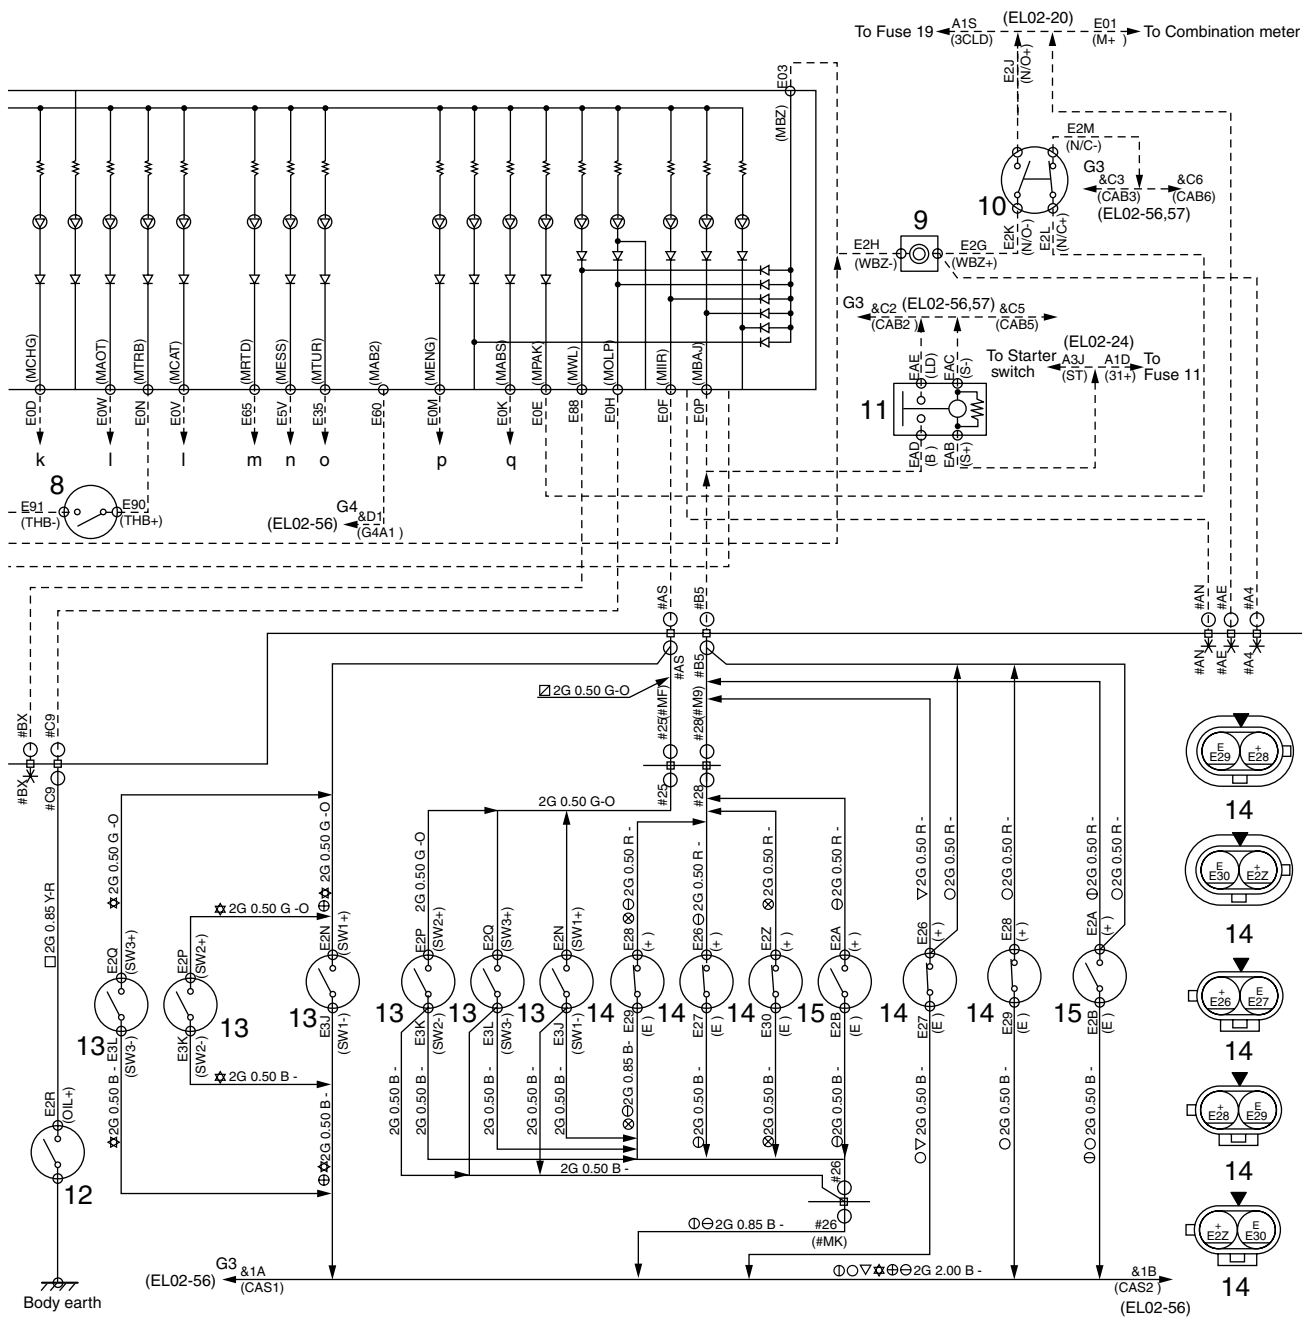 (EL02-20)
To Fuse 19 A1S E01 To Combination meter
(3CLD) (M+ )
E2J
(N/O+)
E03
(MBZ)
E2M
(N/C-)
G3
&C3 &C6
(CAB3) (CAB6)
(EL02-56,57)
10
E2K
(N/O-)
E2L
(N/C+)
9
E2H E2G
(WBZ-) (WBZ+)
G3 &C2 (EL02-56,57) &C5
(CAB2 ) (CAB5)
EAE
(LD)
EAC
(S-)
(EL02-24)
To Starter A3J A1D To
switch (ST) (31+) Fuse 11
11
EAD
(B )
EAB
(S+)
(MCHG)
(MAOT)
(MTRB)
(MCAT)
(MRTD)
(MESS)
(MTUR)
(MAB2)
(MENG)
(MABS)
(MPAK)
(MWL)
(MOLP)
(MIIR)
(MBAJ)
E0D
E0W
E0N
E0V
E65
E5V
E35
E60
E0M
E0K
E0E
E88
E0H
E0F
E0P
k l l m n o p q
8
E91 E90
(THB-) (THB+)
G4
(EL02-56) &D1
(G4A1 )
#AS
#B5
#AN
#AE
#A4
#AS
#B5
#AN
#AE
#A4
2G 0.50 G-O
#25(#MF)
#28(#M9)
#BX
#C9
#BX
#C9
#25
#28
2G 0.50 G-O
2G 0.85 Y-R
2G 0.50 G -O
2G 0.50 G -O
2G 0.50 G -O
2G 0.50 G -O
2G 0.50 R -
2G 0.50 R -
2G 0.50 R -
2G 0.50 R -
2G 0.50 R -
2G 0.50 R -
2G 0.50 R -
2G 0.50 R -
2G 0.50 R -
E2Q
(SW3+)
E2P
(SW2+)
E2N
(SW1+)
E2P
(SW2+)
E2Q
(SW3+)
E2N
(SW1+)
E28
(+)
E26
(+)
E2Z
(+)
E2A
(+)
E26
(+)
E28
(+)
E2A
(+)
13 13 13 13 13 13 14 14 14 15 14 14 15
E3L
(SW3-)
E3K
(SW2-)
E3J
(SW1-)
E3K
(SW2-)
E3L
(SW3-)
E3J
(SW1-)
E29
(E )
E27
(E )
E30
(E )
E2B
(E )
E27
(E )
E29
(E )
E2B
(E )
2G 0.50 B -
2G 0.50 B -
2G 0.50 B -
2G 0.50 B -
2G 0.50 B -
2G 0.50 B -
2G 0.50 B -
2G 0.50 B -
2G 0.85 B-
2G 0.50 B -
2G 0.50 B -
2G 0.50 B -
2G 0.50 B -
2G 0.50 B -
2G 0.50 B -
2G 0.50 B -
E2R
(OIL+)
12
#26
2G 0.85 B - #26
(#MK)
G3 &1A
(EL02-56) (CAS1)
2G 2.00 B -
&1B
(CAS2 )
(EL02-56)
Body earth
E +
E29 E28
14
E +
E30 E2Z
14
+ E
E26 E27
14
+ E
E28 E29
14
+ E
E2Z E30
14